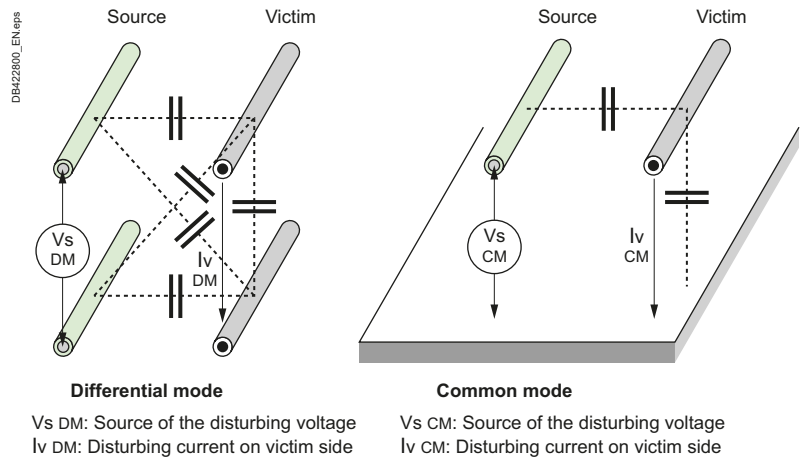 DB422800_EN.eps
Source Victim
Source Victim
Vs
DM
Iv
DM
Vs
CM
Iv
CM
Differential mode
Vs DM: Source of the disturbing voltage
Iv DM: Disturbing current on victim side
Common mode
Vs CM: Source of the disturbing voltage
Iv CM: Disturbing current on victim side